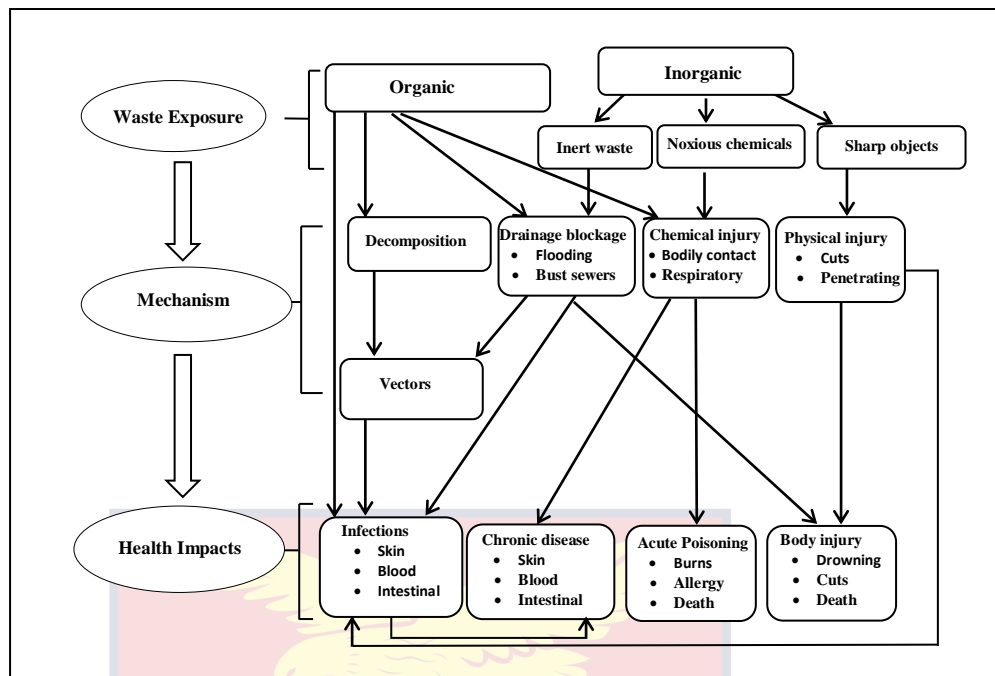 Organic
Inorganic
Waste Exposure
Inert waste
Noxious chemicals
Sharp objects
Decomposition
Drainage blockage
• Flooding
• Bust sewers
Chemical injury
• Bodily contact
• Respiratory
Physical injury
• Cuts
• Penetrating
Mechanism
Vectors
Health Impacts
Infections
• Skin
• Blood
• Intestinal
Chronic disease
• Skin
• Blood
• Intestinal
Acute Poisoning
• Burns
• Allergy
• Death
Body injury
• Drowning
• Cuts
• Death